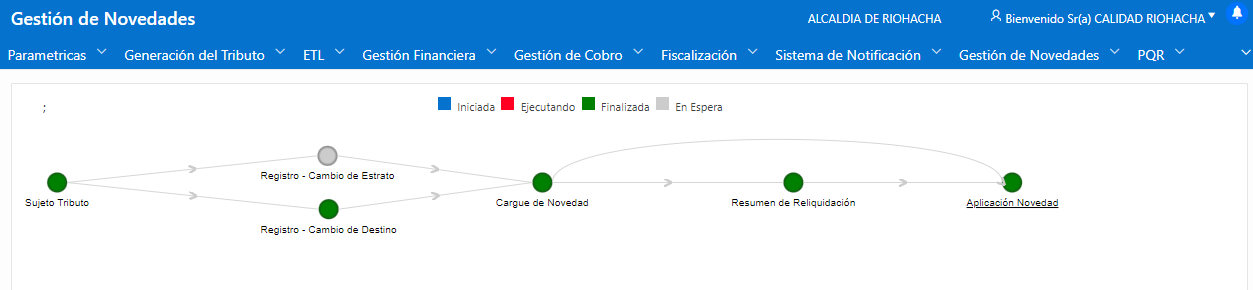 Gestión de Novedades
ALCALDIA DE RIOHACHA
Bienvenido Sr(a) CALIDAD RIOHACHA
Parametricas
Generación del Tributo
ETL
Gestión Financiera
Gestión de Cobro
Fiscalización
Sistema de Notificación
Gestión de Novedades
PQR
;
Iniciada
Ejecutando
Finalizada
En Espera
Registro - Cambio de Estrato
Sujeto Tributo
Cargue de Novedad
Resumen de Reliquidación
Aplicación Novedad
Registro - Cambio de Destino